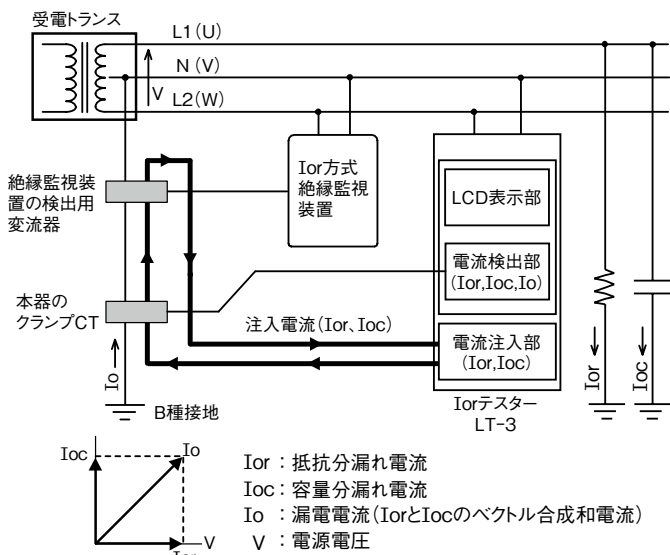 受電トランス
L1(U)
N(V)
V
L2(W)
絶縁監視装
置の検出用
変流器
Ior方式
絶縁監視
装置
LCD表示部
電流検出部
(Ior,Ioc,Io)
本器の
クランプCT
注入電流(Ior、Ioc)
電流注入部
(Ior,Ioc)
Io
Ior
Ioc
B種接地
Iorテスター
LT-3
Ioc
Io
V
Ior
Ior：抵抗分漏れ電流
Ioc：容量分漏れ電流
Io：漏電電流(IorとIocのベクトル合成和電流)
V：電源電圧